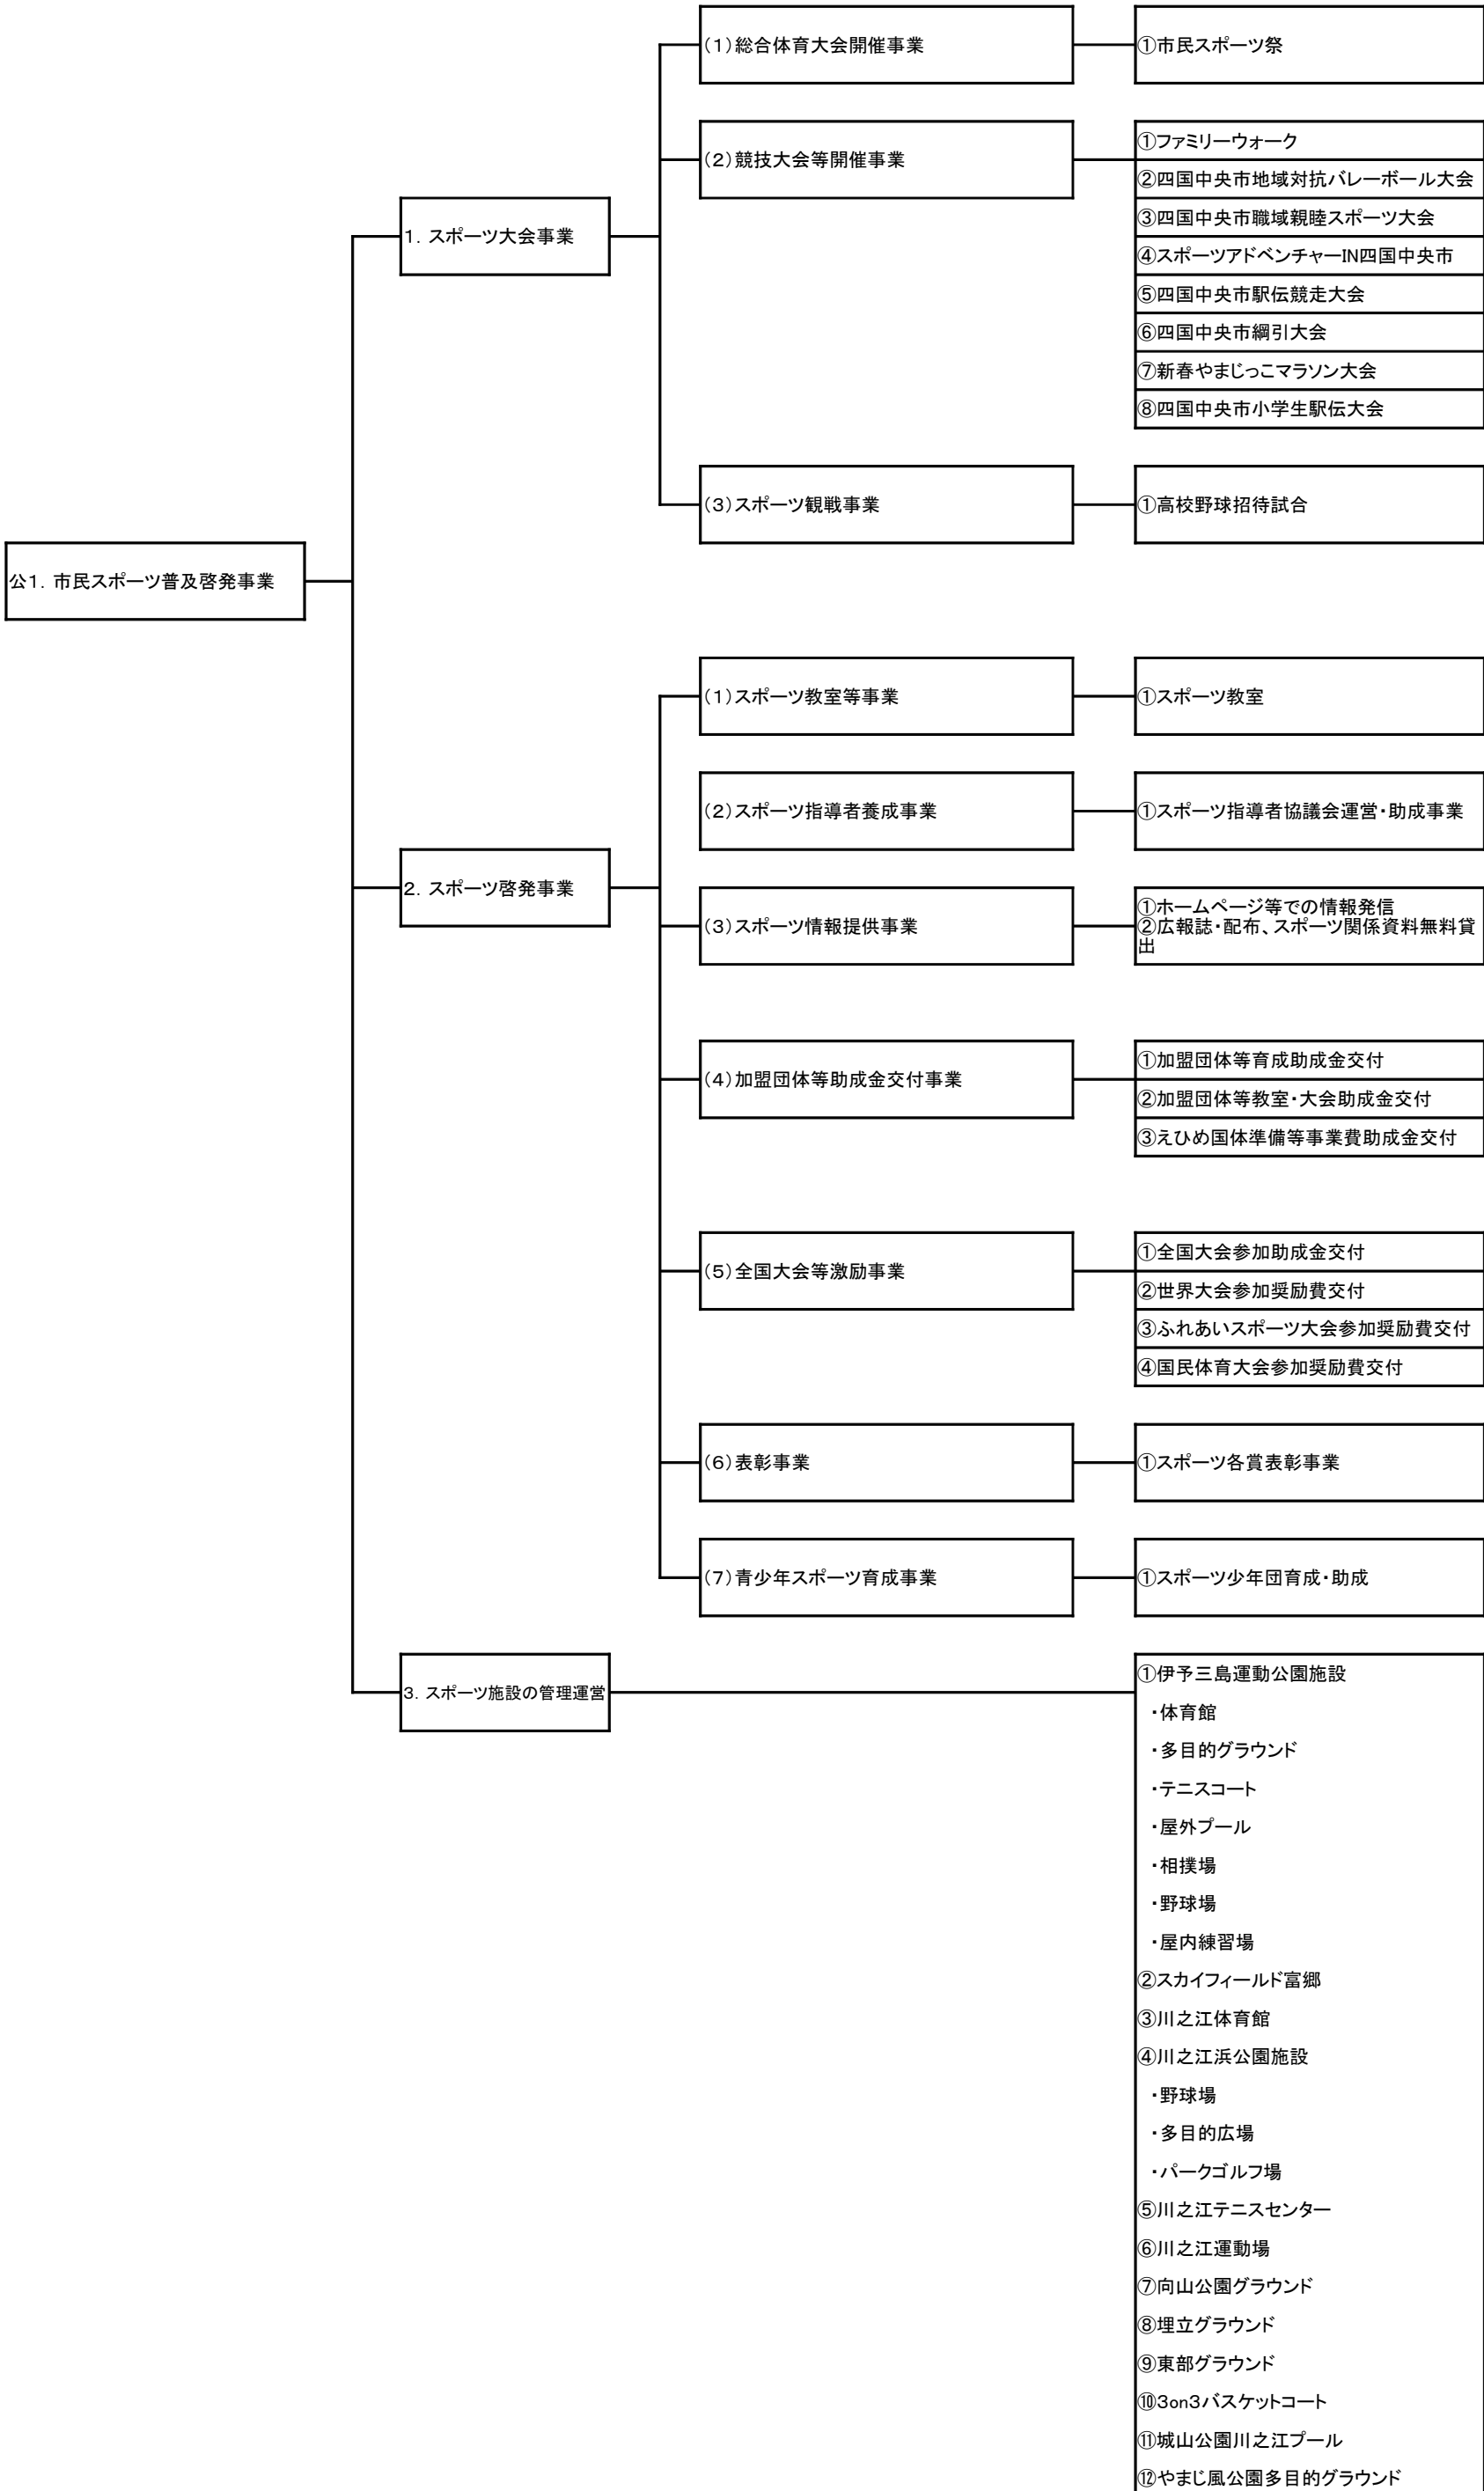 公1．市民スポーツ普及啓発事業
1．スポーツ大会事業
（1）総合体育大会開催事業
①市民スポーツ祭
（2）競技大会等開催事業
①ファミリーウォーク
②四国中央市地域対抗バレーボール大会
③四国中央市職域親睦スポーツ大会
④スポーツアドベンチャーIN四国中央市
⑤四国中央市駅伝競走大会
⑥四国中央市綱引大会
⑦新春やまじっこマラソン大会
⑧四国中央市小学生駅伝大会
（3）スポーツ観戦事業
①高校野球招待試合
2．スポーツ啓発事業
（1）スポーツ教室等事業
①スポーツ教室
（2）スポーツ指導者養成事業
①スポーツ指導者協議会運営・助成事業
（3）スポーツ情報提供事業
①ホームページ等での情報発信
②広報誌・配布、スポーツ関係資料無料貸
出
（4）加盟団体等助成金交付事業
①加盟団体等育成助成金交付
②加盟団体等教室・大会助成金交付
③えひめ国体準備等事業費助成金交付
（5）全国大会等激励事業
①全国大会参加助成金交付
②世界大会参加奨励費交付
③ふれあいスポーツ大会参加奨励費交付
④国民体育大会参加奨励費交付
（6）表彰事業
①スポーツ各賞表彰事業
（7）青少年スポーツ育成事業
①スポーツ少年団育成・助成
3．スポーツ施設の管理運営
①伊予三島運動公園施設
・体育館
・多目的グラウンド
・テニスコート
・屋外プール
・相撲場
・野球場
・屋内練習場
②スカイフィールド富郷
③川之江体育館
④川之江浜公園施設
・野球場
・多目的広場
・パークゴルフ場
⑤川之江テニスセンター
⑥川之江運動場
⑦向山公園グラウンド
⑧埋立グラウンド
⑨東部グラウンド
⑩3on3バスケットコート
⑪城山公園川之江プール
⑫やまじ風公園多目的グラウンド